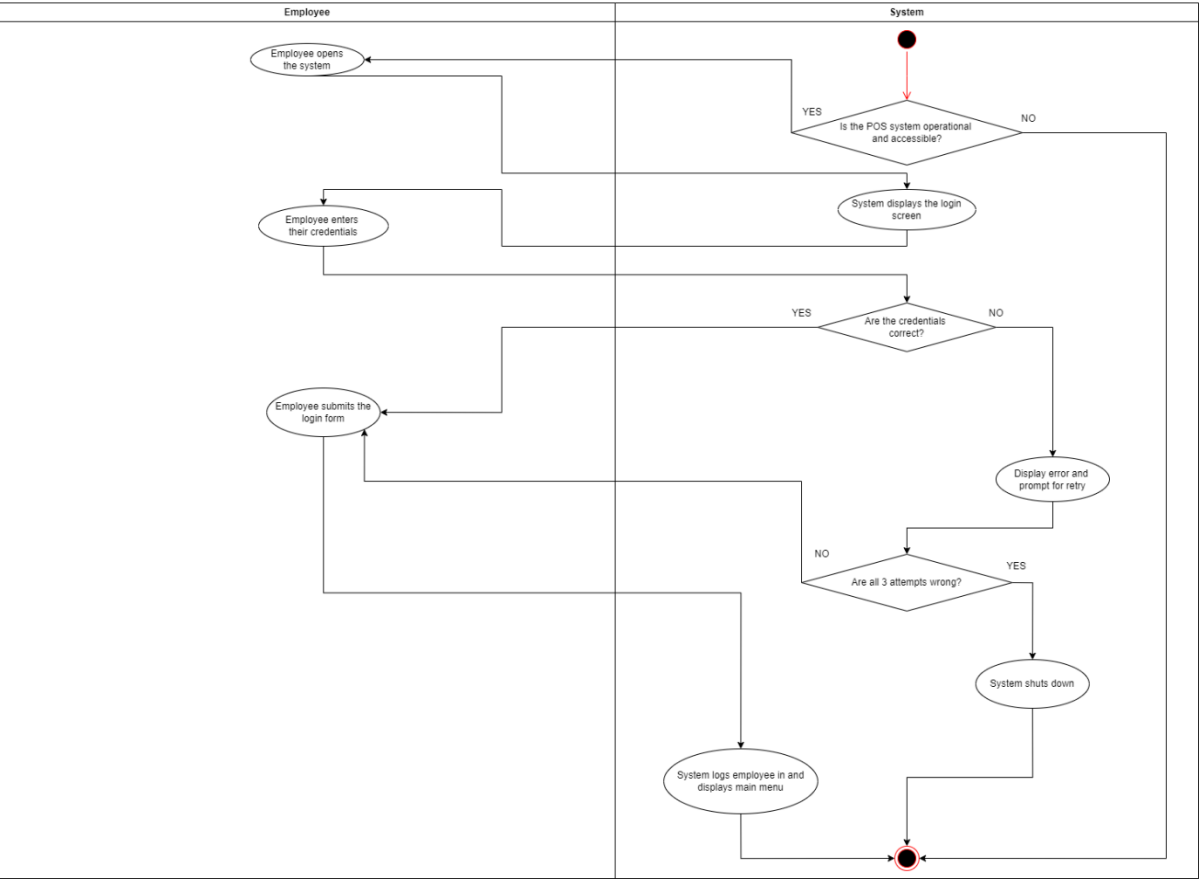 Employee
System
Employee opens
the system
YES
NO
Is the POS system operational
and accessible?
System displays the login
screen
Employee enters
their credentials
YES
NO
Are the credentials
correct?
Employee submits the
login form
Display error and
prompt for retry
NO
YES
Are all 3 attempts wrong?
System shuts down
System logs employee in and
displays main menu